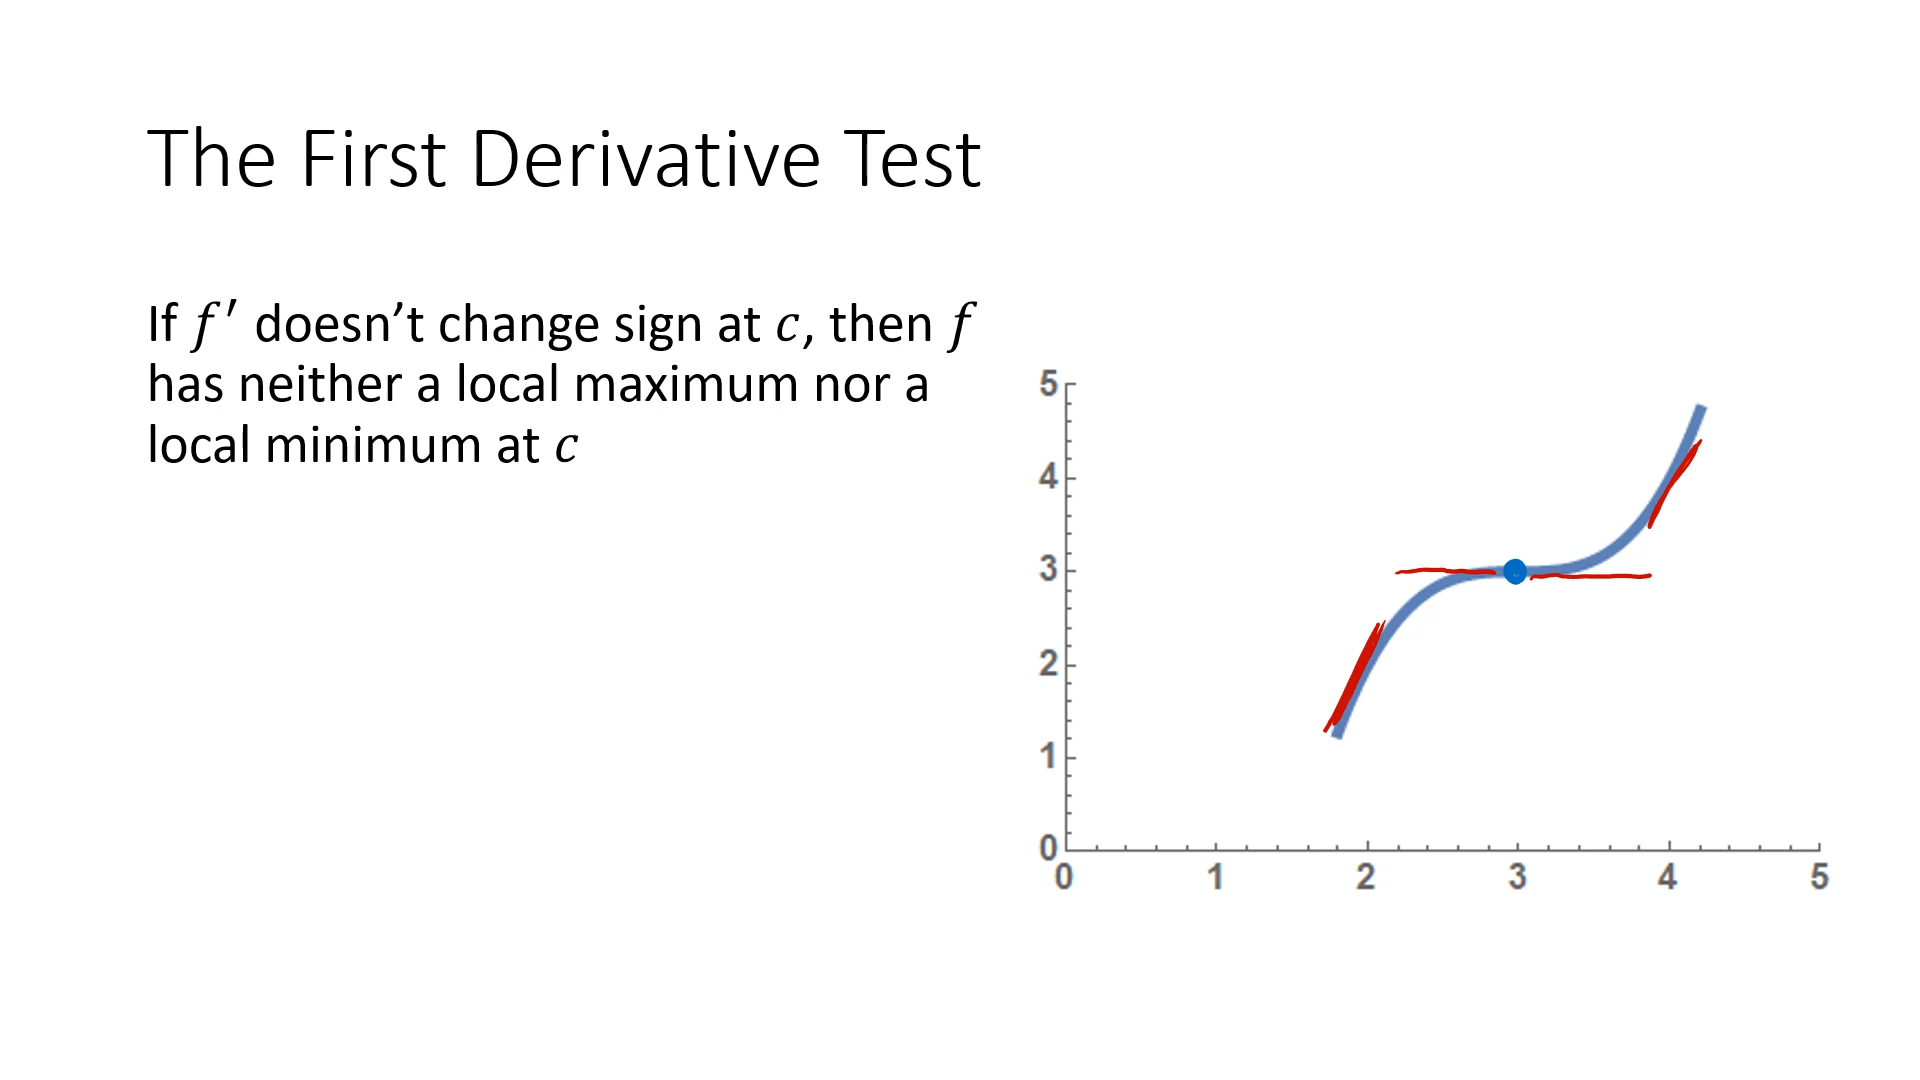 The First Derivative Test
If f′ doesn’t change sign at c, then f
has neither a local maximum nor a
local minimum at c
5
4
3
2
1
0
0 1 2 3 4 5